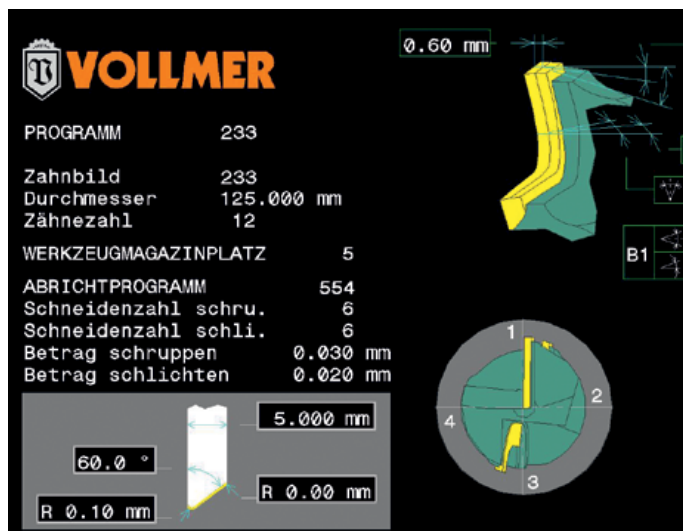 VOLLMER
PROGRAMM 233
Zahnbild 233
Durchmesser 125.000 mm
Zähnezahl 12
WERKZEUGMAGAZINPLATZ 5
ABRICHTPROGRAMM 554
Schneidenzahl schru. 6
Schneidenzahl schli. 6
Betrag schruppen 0.030 mm
Betrag schlichten 0.020 mm
5.000 mm
60.0 °
R 0.00 mm
R 0.10 mm
0.60 mm
B1
1
2
4
3